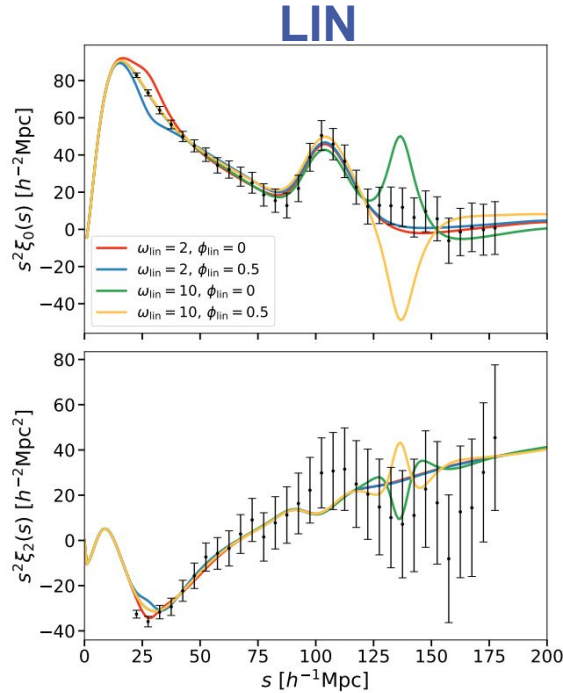 LIN
s²ξ₀(s) [h⁻²Mpc]
80
60
40
20
0
−20
−40
ω_lin = 2, ϕ_lin = 0
ω_lin = 2, ϕ_lin = 0.5
ω_lin = 10, ϕ_lin = 0
ω_lin = 10, ϕ_lin = 0.5
s²ξ₂(s) [h⁻²Mpc²]
80
60
40
20
0
−20
−40
0 25 50 75 100 125 150 175 200
s [h⁻¹Mpc]